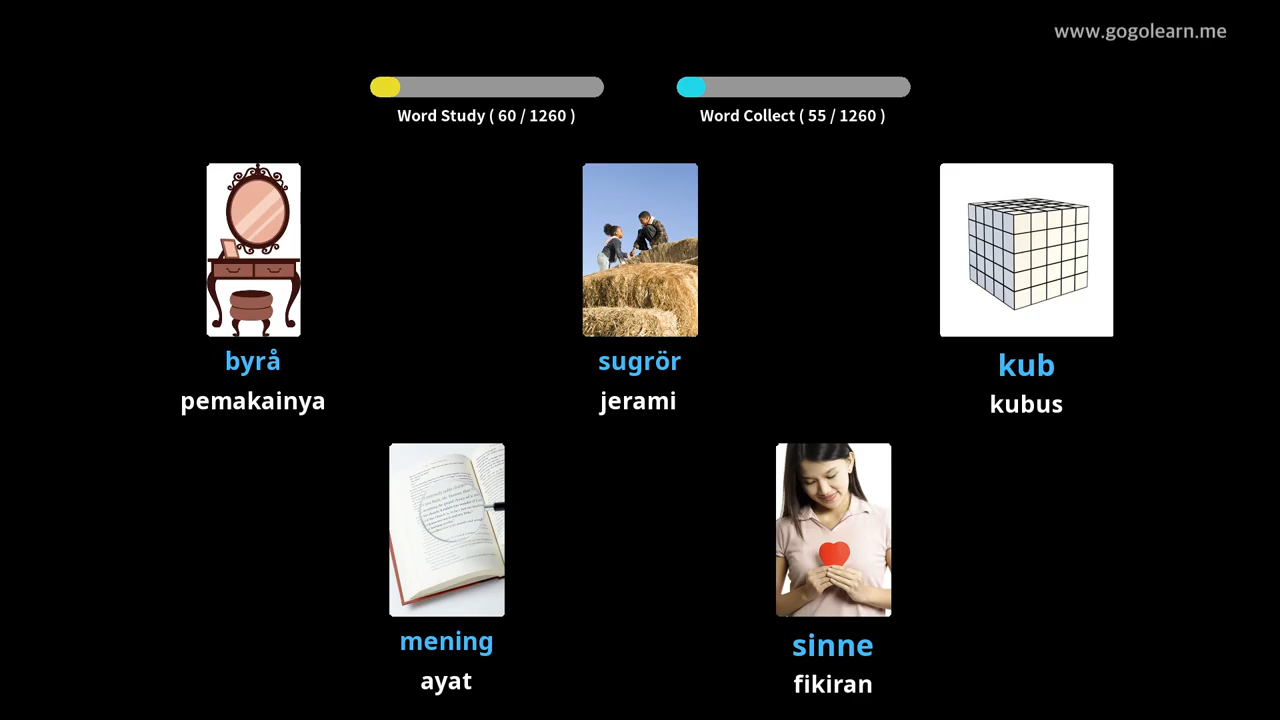 www.gogolearn.me
Word Study ( 60 / 1260 )
Word Collect ( 55 / 1260 )
byrå
pemakainya
sugrör
jerami
kub
kubus
mening
ayat
sinne
fikiran